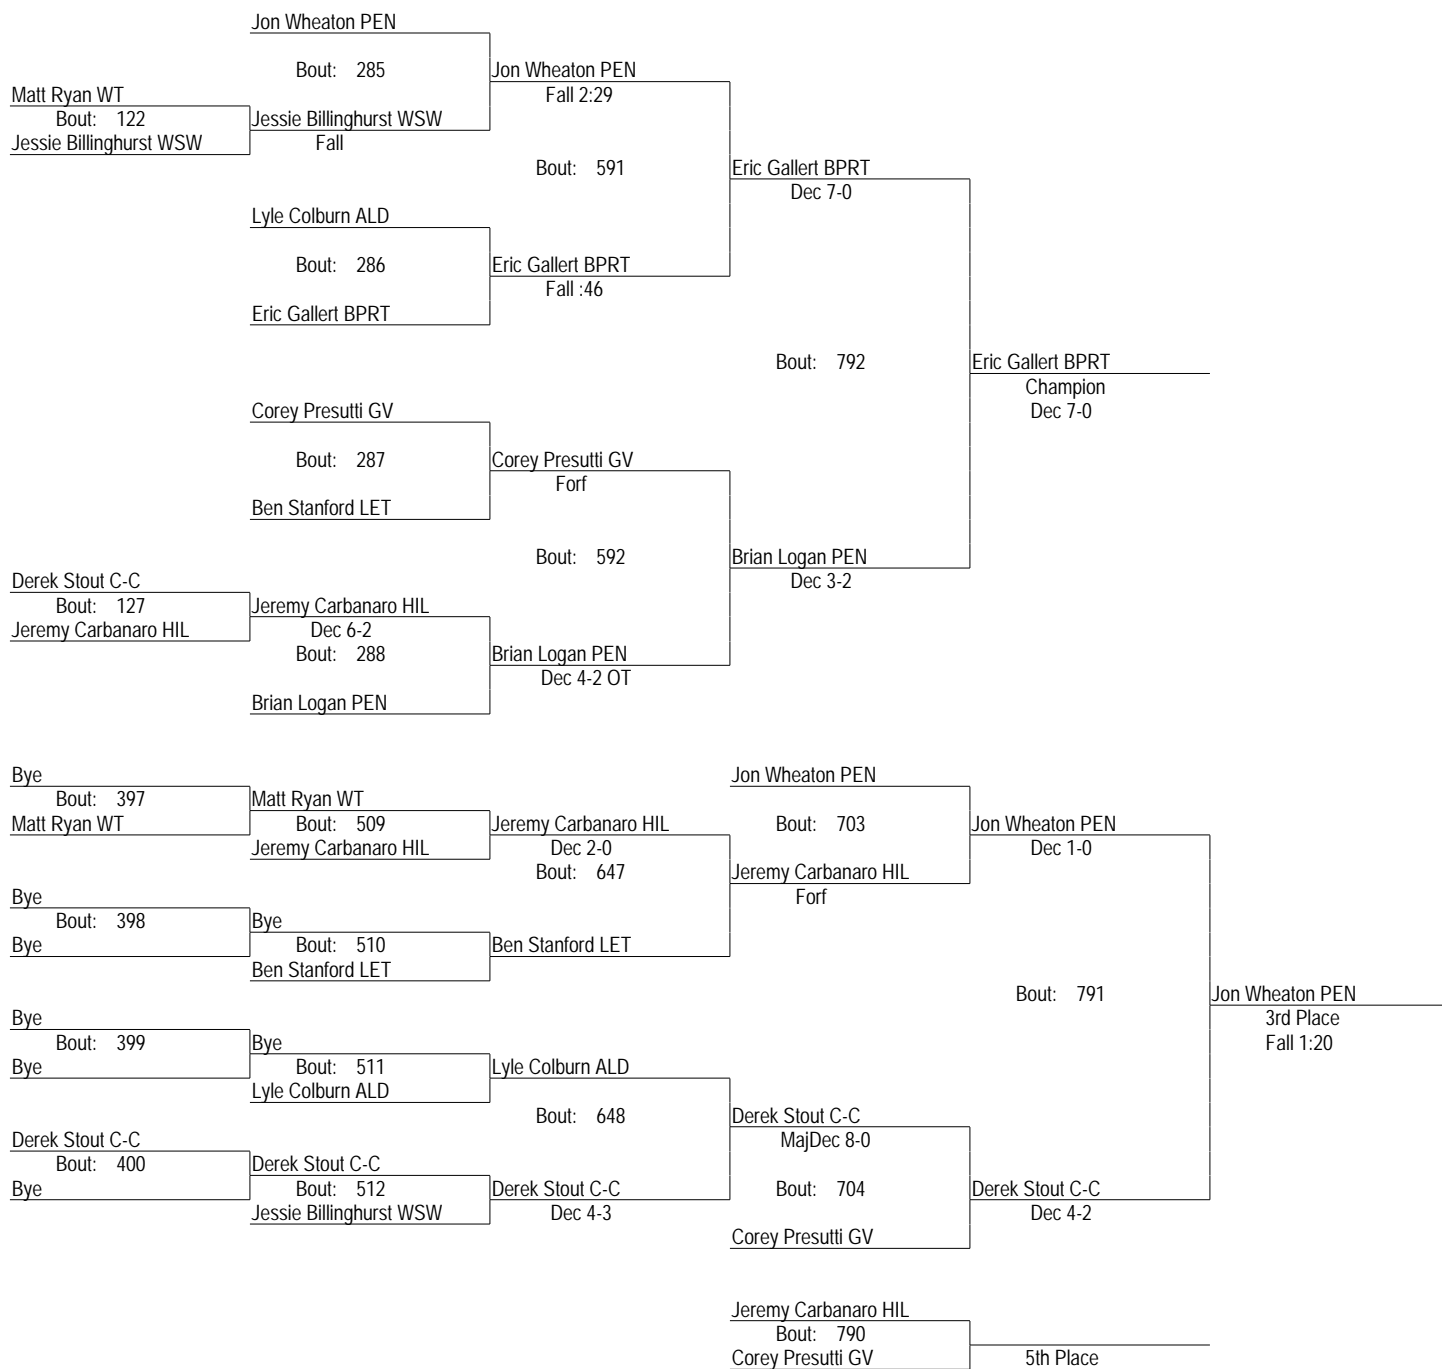 Jon Wheaton PEN
Bout: 285
Jon Wheaton PEN
Matt Ryan WT
Fall 2:29
Bout: 122
Jessie Billinghurst WSW
Jessie Billinghurst WSW
Fall
Bout: 591
Eric Gallert BPRT
Dec 7-0
Lyle Colburn ALD
Bout: 286
Eric Gallert BPRT
Fall :46
Eric Gallert BPRT
Bout: 792
Eric Gallert BPRT
Champion
Dec 7-0
Corey Presutti GV
Bout: 287
Corey Presutti GV
Forf
Ben Stanford LET
Bout: 592
Brian Logan PEN
Dec 3-2
Derek Stout C-C
Bout: 127
Jeremy Carbanaro HIL
Jeremy Carbanaro HIL
Dec 6-2
Bout: 288
Brian Logan PEN
Dec 4-2 OT
Brian Logan PEN
Bye
Jon Wheaton PEN
Bout: 397
Matt Ryan WT
Matt Ryan WT
Bout: 509
Jeremy Carbanaro HIL
Bout: 703
Jon Wheaton PEN
Jeremy Carbanaro HIL
Dec 2-0
Dec 1-0
Bout: 647
Jeremy Carbanaro HIL
Forf
Bye
Bout: 398
Bye
Bye
Bout: 510
Ben Stanford LET
Ben Stanford LET
Bout: 791
Jon Wheaton PEN
3rd Place
Fall 1:20
Bye
Bout: 399
Bye
Bye
Bout: 511
Lyle Colburn ALD
Lyle Colburn ALD
Bout: 648
Derek Stout C-C
MajDec 8-0
Derek Stout C-C
Bout: 400
Derek Stout C-C
Bye
Bout: 512
Derek Stout C-C
Bout: 704
Derek Stout C-C
Jessie Billinghurst WSW
Dec 4-3
Dec 4-2
Corey Presutti GV
Jeremy Carbanaro HIL
Bout: 790
Corey Presutti GV
5th Place